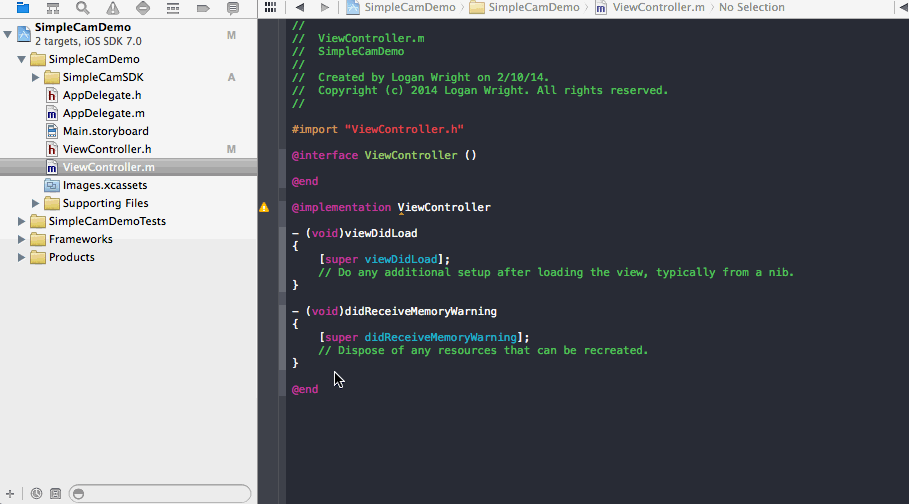 SimpleCamDemo › SimpleCamDemo › ViewController.m › No Selection
SimpleCamDemo
2 targets, iOS SDK 7.0
M
SimpleCamDemo
SimpleCamSDK
A
AppDelegate.h
AppDelegate.m
Main.storyboard
ViewController.h
M
ViewController.m
Images.xcassets
Supporting Files
SimpleCamDemoTests
Frameworks
Products
//
//  ViewController.m
//  SimpleCamDemo
//
//  Created by Logan Wright on 2/10/14.
//  Copyright (c) 2014 Logan Wright. All rights reserved.
//
#import "ViewController.h"
@interface ViewController ()
@end
@implementation ViewController
- (void)viewDidLoad
{
    [super viewDidLoad];
    // Do any additional setup after loading the view, typically from a nib.
}
- (void)didReceiveMemoryWarning
{
    [super didReceiveMemoryWarning];
    // Dispose of any resources that can be recreated.
}
@end